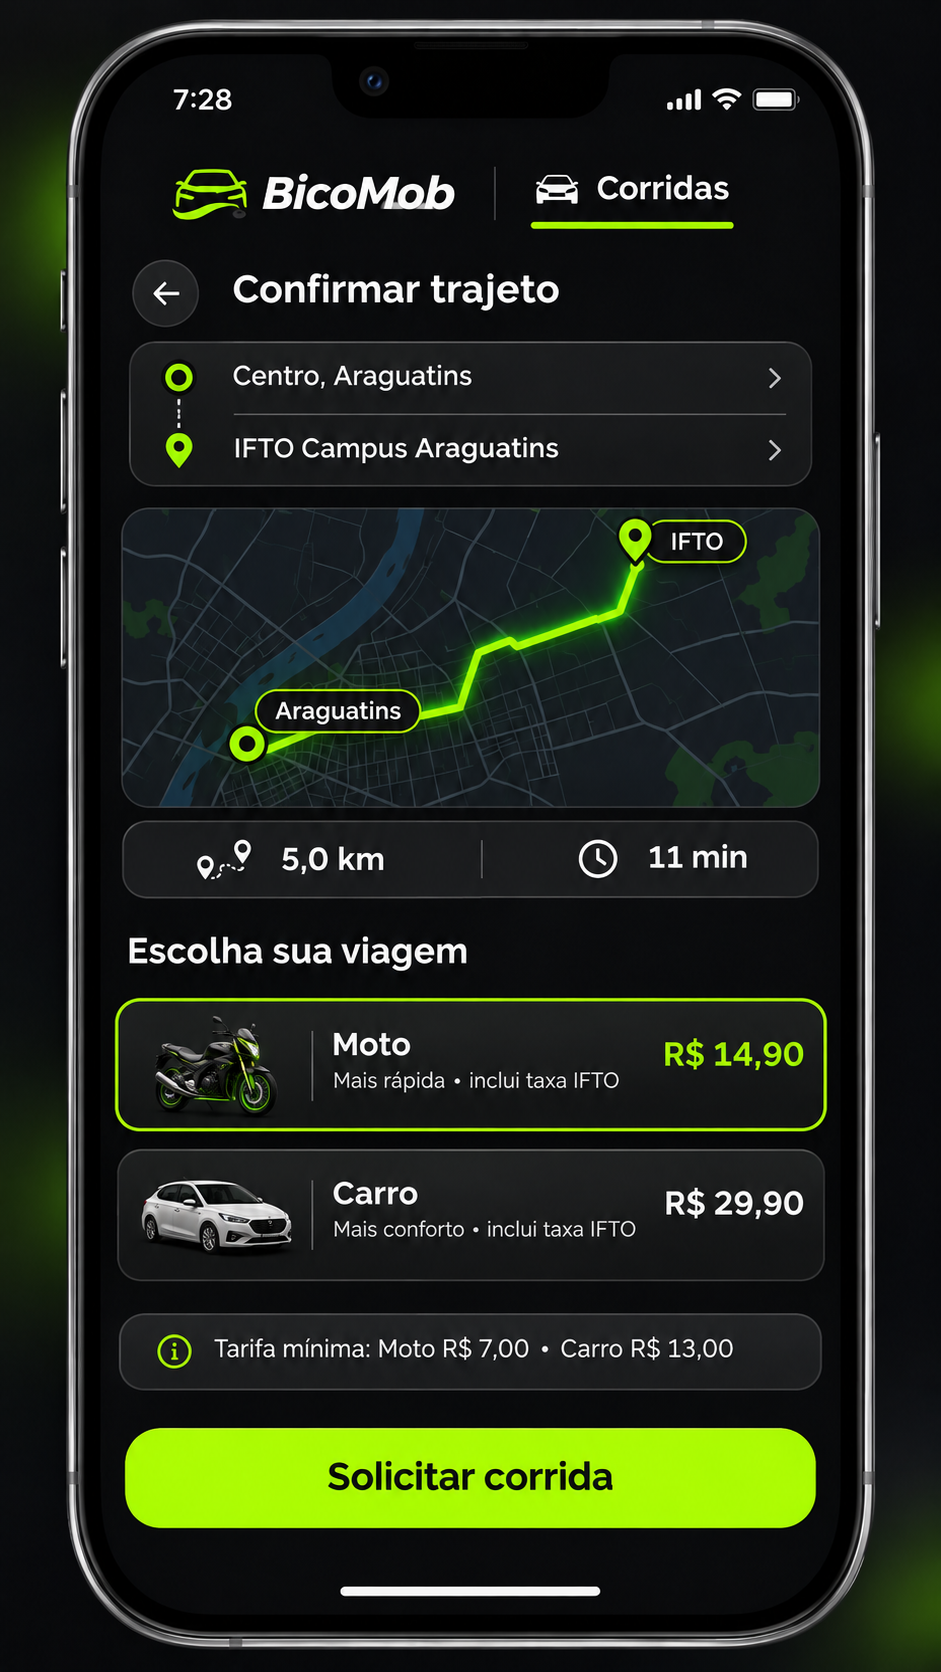 7:28
BicoMob
Corridas
Confirmar trajeto
Centro, Araguatins
IFTO Campus Araguatins
IFTO
Araguatins
5,0 km
11 min
Escolha sua viagem
Moto
Mais rápida • inclui taxa IFTO
R$ 14,90
Carro
Mais conforto • inclui taxa IFTO
R$ 29,90
Tarifa mínima: Moto R$ 7,00 • Carro R$ 13,00
Solicitar corrida